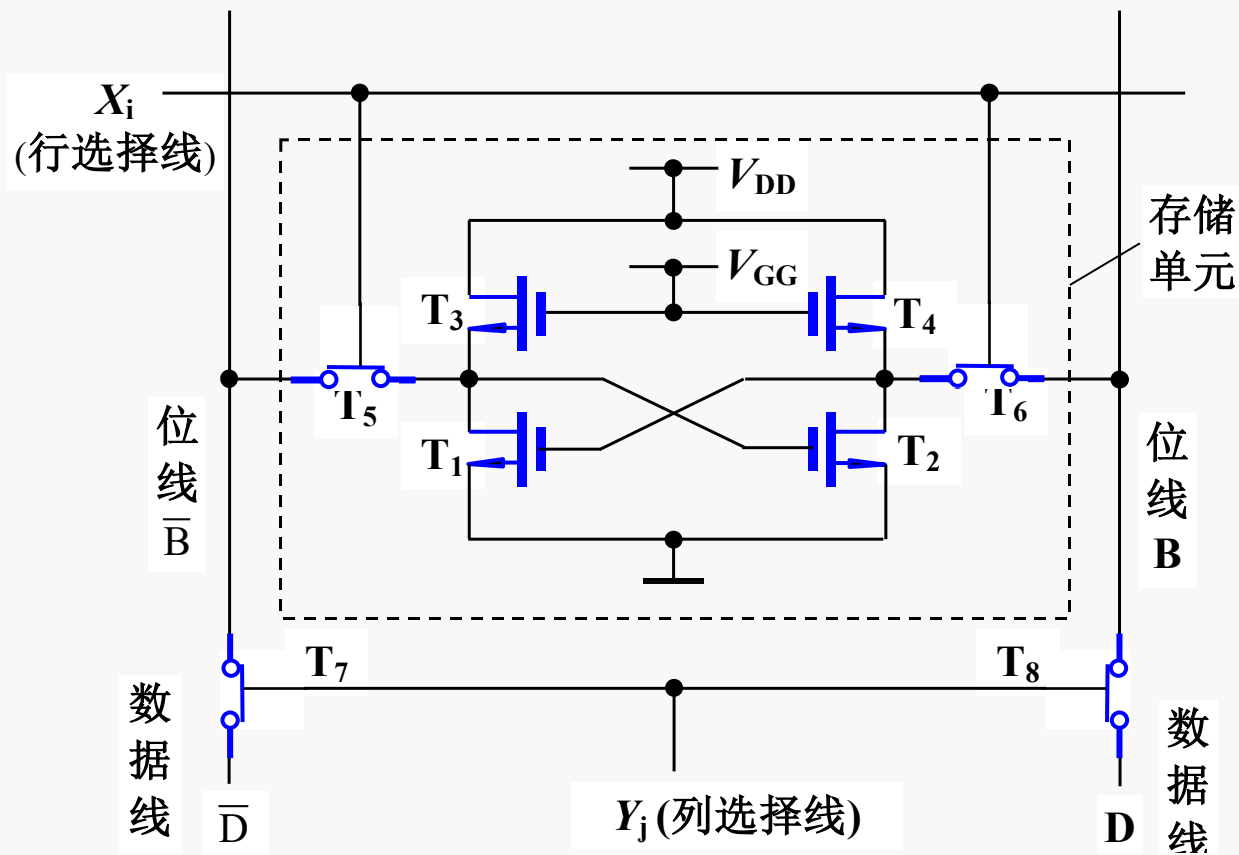 Xi
(行选择线)
VDD
存储
单元
VGG
T3
T4
T5
T6
T1
T2
位
线
B̅
位
线
B
T7
T8
数
据
线
D̅
Yj (列选择线)
数
据
线
D